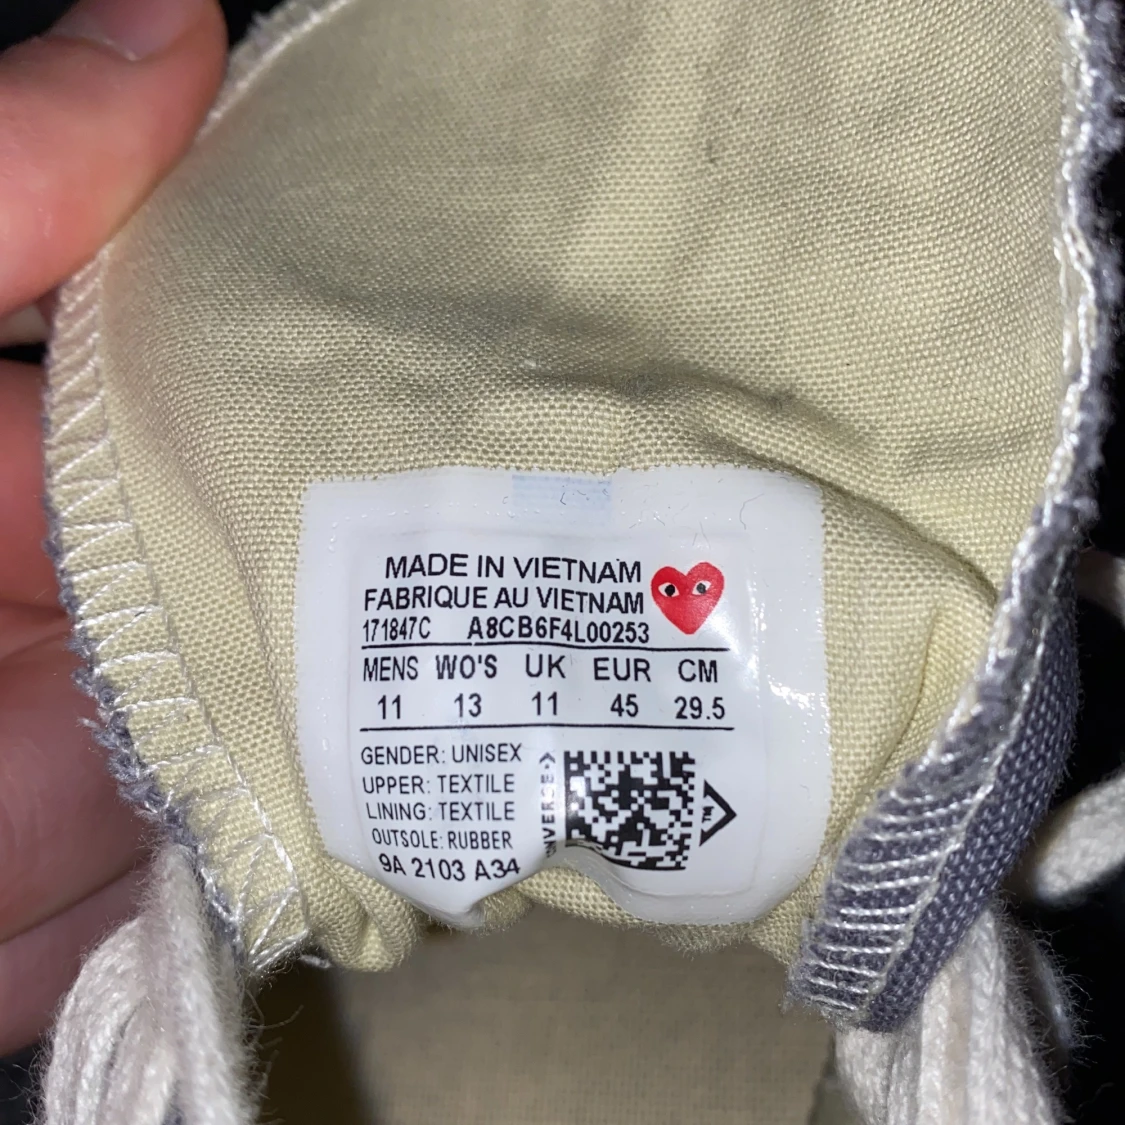 MADE IN VIETNAM
FABRIQUE AU VIETNAM
171847C A8CB6F4L00253
MENS WO'S UK EUR CM
11 13 11 45 29.5
GENDER: UNISEX
UPPER: TEXTILE
LINING: TEXTILE
OUTSOLE: RUBBER
9A 2103 A34
TM